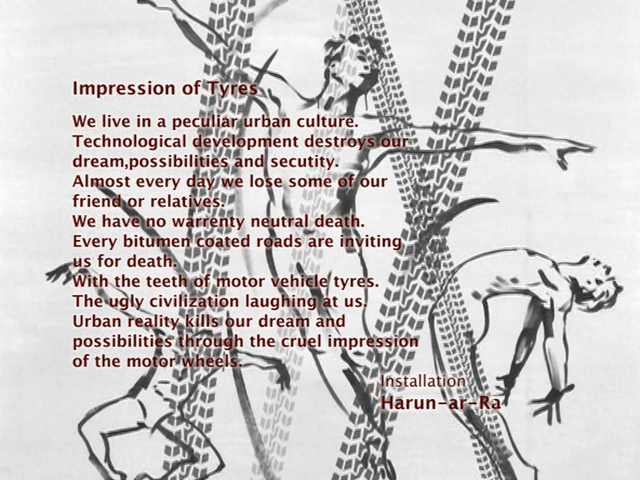 Impression of Tyres
We live in a peculiar urban culture.
Technological development destroys our
dream,possibilities and secutity.
Almost every day we lose some of our
friend or relatives.
We have no warrenty neutral death.
Every bitumen coated roads are inviting
us for death.
With the teeth of motor vehicle tyres.
The ugly civilization laughing at us.
Urban reality kills our dream and
possibilities through the cruel impression
of the motor wheels.
Installation
Harun-ar-Ra